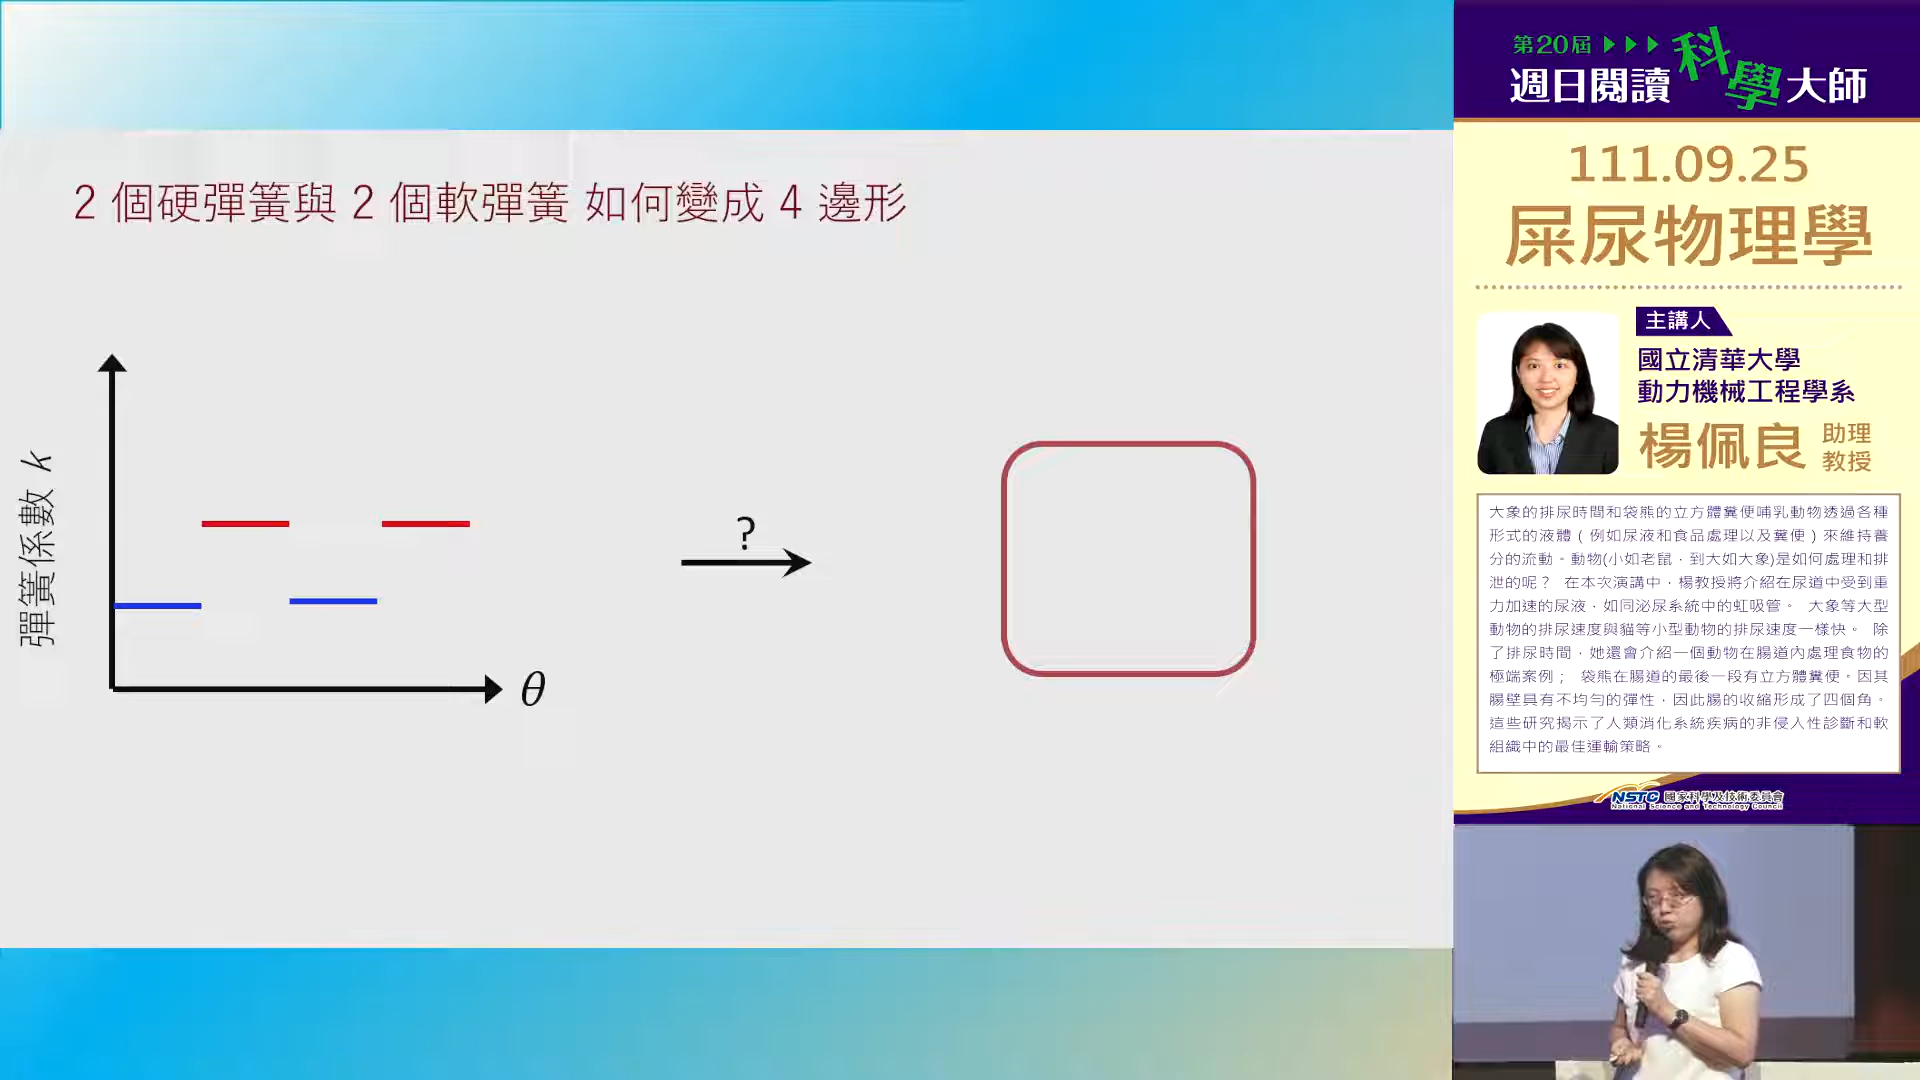 2 個硬彈簧與 2 個軟彈簧 如何變成 4 邊形
彈簧係數 k
θ
?
第20屆
週日閱讀科學大師
111.09.25
屎尿物理學
主講人
國立清華大學
動力機械工程學系
楊佩良 助理教授
大象的排尿時間和袋熊的立方體糞便哺乳動物透過各種
形式的液體(例如尿液和食品處理以及糞便)來維持養
分的流動。動物(小如老鼠，到大如大象)是如何處理和排
泄的呢？ 在本次演講中，楊教授將介紹在尿道中受到重
力加速的尿液，如同泌尿系統中的虹吸管。 大象等大型
動物的排尿速度與貓等小型動物的排尿速度一樣快。 除
了排尿時間，她還會介紹一個動物在腸道內處理食物的
極端案例； 袋熊在腸道的最後一段有立方體糞便。因其
腸壁具有不均勻的彈性，因此腸的收縮形成了四個角。
這些研究揭示了人類消化系統疾病的非侵入性診斷和軟
組織中的最佳運輸策略。
NSTC 國家科學及技術委員會
National Science and Technology Council